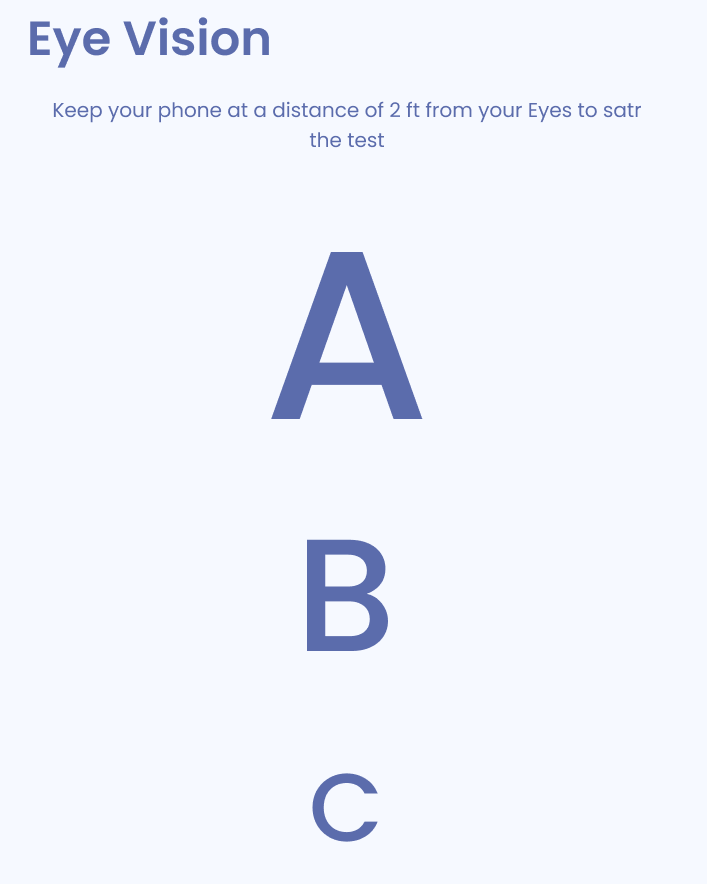 Eye Vision
Keep your phone at a distance of 2 ft from your Eyes to satr
the test
A
B
C